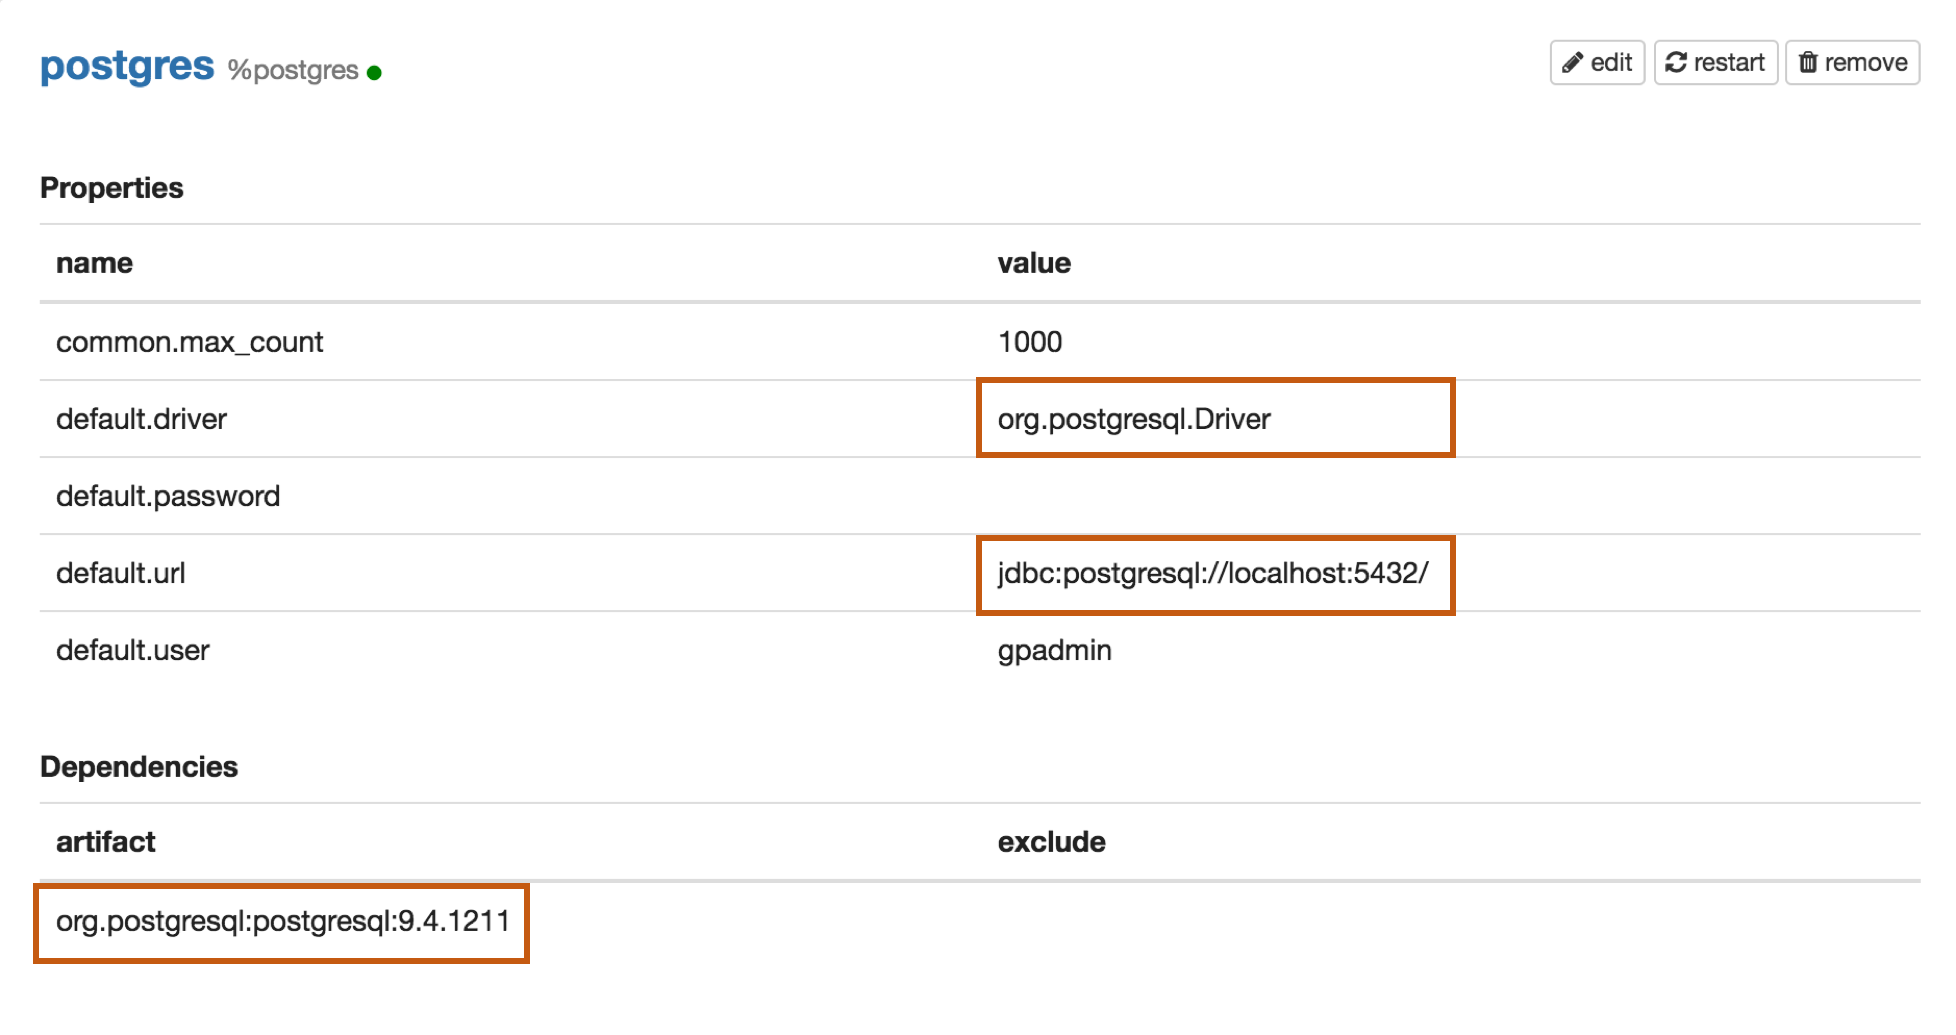 postgres %postgres edit restart remove
Properties
name value
common.max_count 1000
default.driver org.postgresql.Driver
default.password
default.url jdbc:postgresql://localhost:5432/
default.user gpadmin
Dependencies
artifact exclude
org.postgresql:postgresql:9.4.1211